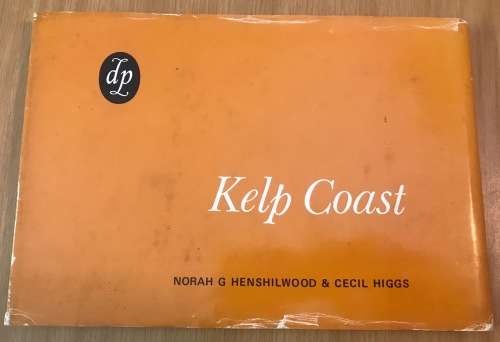 dp
Kelp Coast
NORAH G HENSHILWOOD & CECIL HIGGS